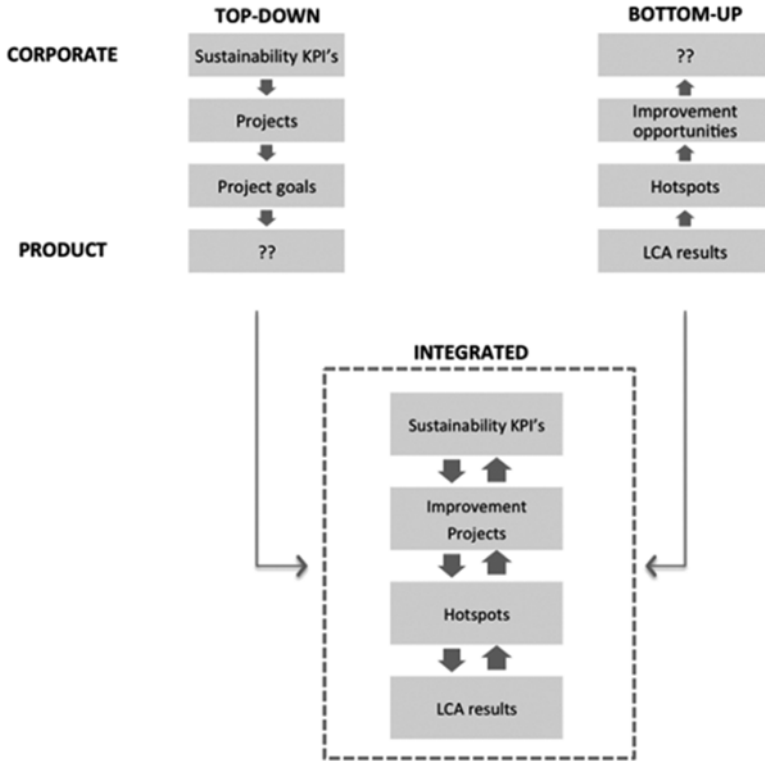 TOP-DOWN
BOTTOM-UP
CORPORATE
Sustainability KPI's
??
Projects
Improvement
opportunities
Project goals
Hotspots
PRODUCT
??
LCA results
INTEGRATED
Sustainability KPI's
Improvement
Projects
Hotspots
LCA results